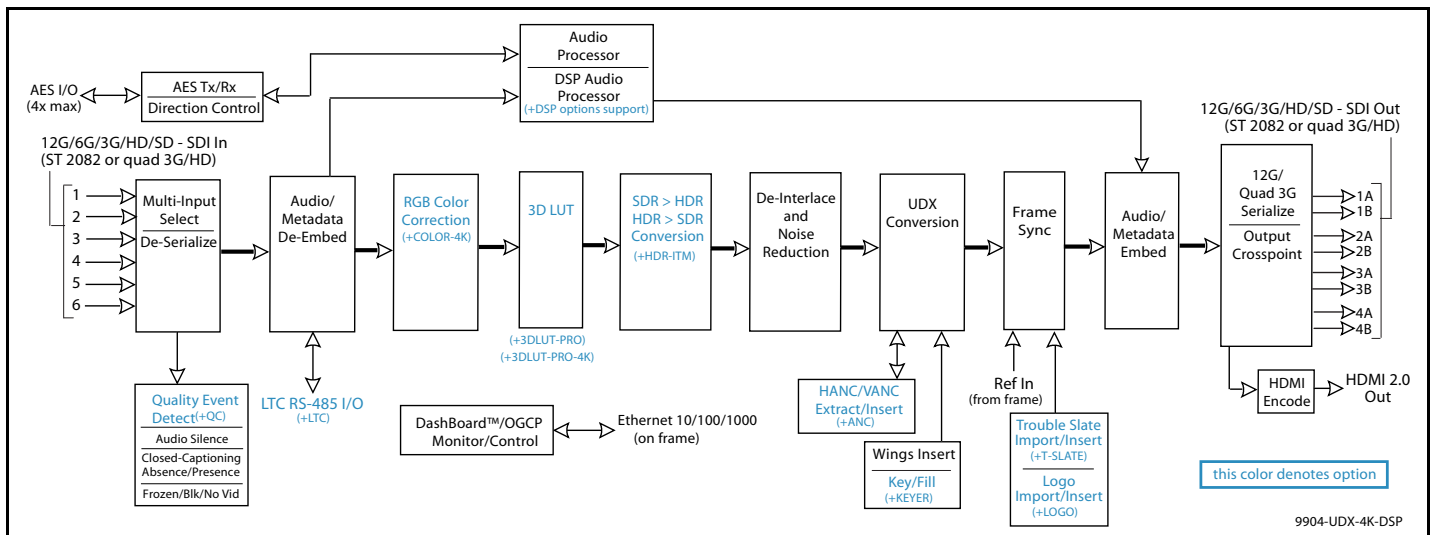 Audio
Processor
DSP Audio
Processor
(+DSP options support)
AES I/O
(4x max)
AES Tx/Rx
Direction Control
12G/6G/3G/HD/SD - SDI In
(ST 2082 or quad 3G/HD)
1
2
3
4
5
6
Multi-Input
Select
De-Serialize
Audio/
Metadata
De-Embed
RGB Color
Correction
(+COLOR-4K)
3D LUT
(+3DLUT-PRO)
(+3DLUT-PRO-4K)
SDR > HDR
HDR > SDR
Conversion
(+HDR-ITM)
De-Interlace
and
Noise
Reduction
UDX
Conversion
Frame
Sync
Audio/
Metadata
Embed
12G/6G/3G/HD/SD - SDI Out
(ST 2082 or quad 3G/HD)
12G/
Quad 3G
Serialize
Output
Crosspoint
1A
1B
2A
2B
3A
3B
4A
4B
HDMI
Encode
HDMI 2.0
Out
Quality Event
Detect(+QC)
Audio Silence
Closed-Captioning
Absence/Presence
Frozen/Blk/No Vid
LTC RS-485 I/O
(+LTC)
DashBoard™/OGCP
Monitor/Control
Ethernet 10/100/1000
(on frame)
HANC/VANC
Extract/Insert
(+ANC)
Wings Insert
Key/Fill
(+KEYER)
Ref In
(from frame)
Trouble Slate
Import/Insert
(+T-SLATE)
Logo
Import/Insert
(+LOGO)
this color denotes option
9904-UDX-4K-DSP